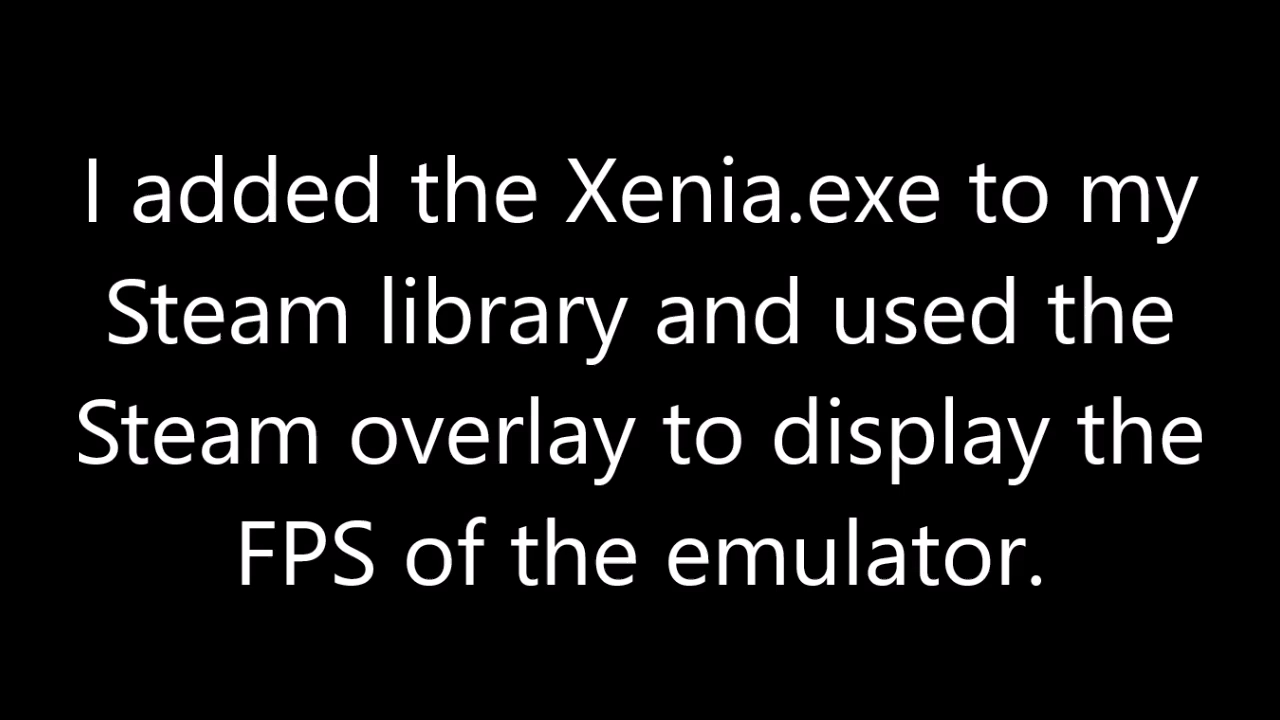 I added the Xenia.exe to my
Steam library and used the
Steam overlay to display the
FPS of the emulator.